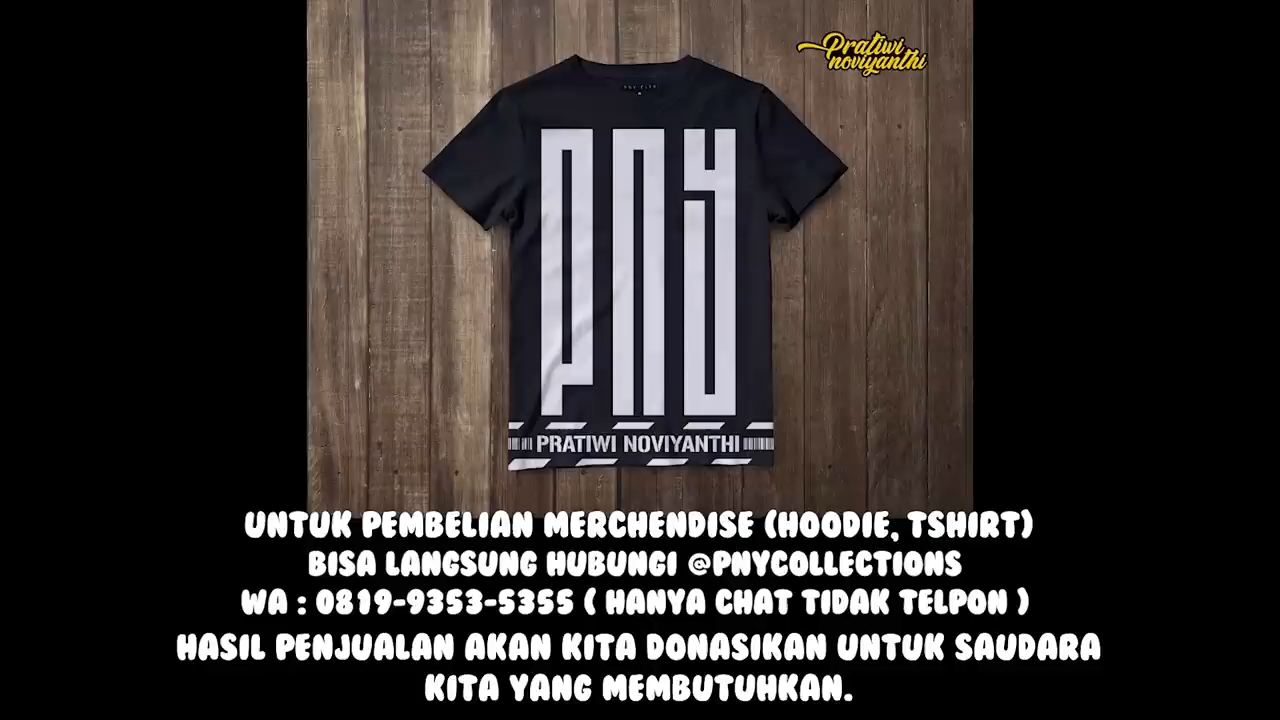 Pratiwi
noviyanthi
PNY
PRATIWI NOVIYANTHI
UNTUK PEMBELIAN MERCHENDISE (HOODIE, TSHIRT)
BISA LANGSUNG HUBUNGI @PNYCOLLECTIONS
WA : 0819-9353-5355 ( HANYA CHAT TIDAK TELPON )
HASIL PENJUALAN AKAN KITA DONASIKAN UNTUK SAUDARA
KITA YANG MEMBUTUHKAN.